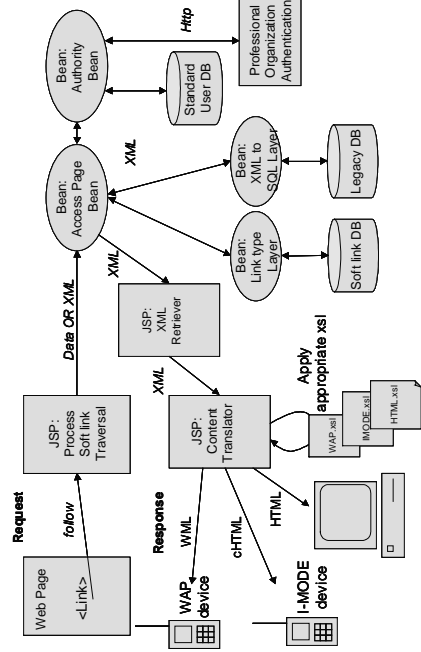 Request
Web Page
<Link>
follow
JSP:
Process
Soft link
Traversal
Data OR XML
Bean:
Access Page
Bean
Bean:
Authority
Bean
Http
Standard
User DB
Professional
Organization
Authentication
XML
XML
JSP:
XML
Retriever
Bean:
Link type
Layer
Bean:
XML to
SQL Layer
Soft link DB
Legacy DB
XML
Response
JSP:
Content
Translator
Apply
appropriate xsl
WAP.xsl
IMODE.xsl
HTML.xsl
WML
cHTML
HTML
WAP
device
I-MODE
device